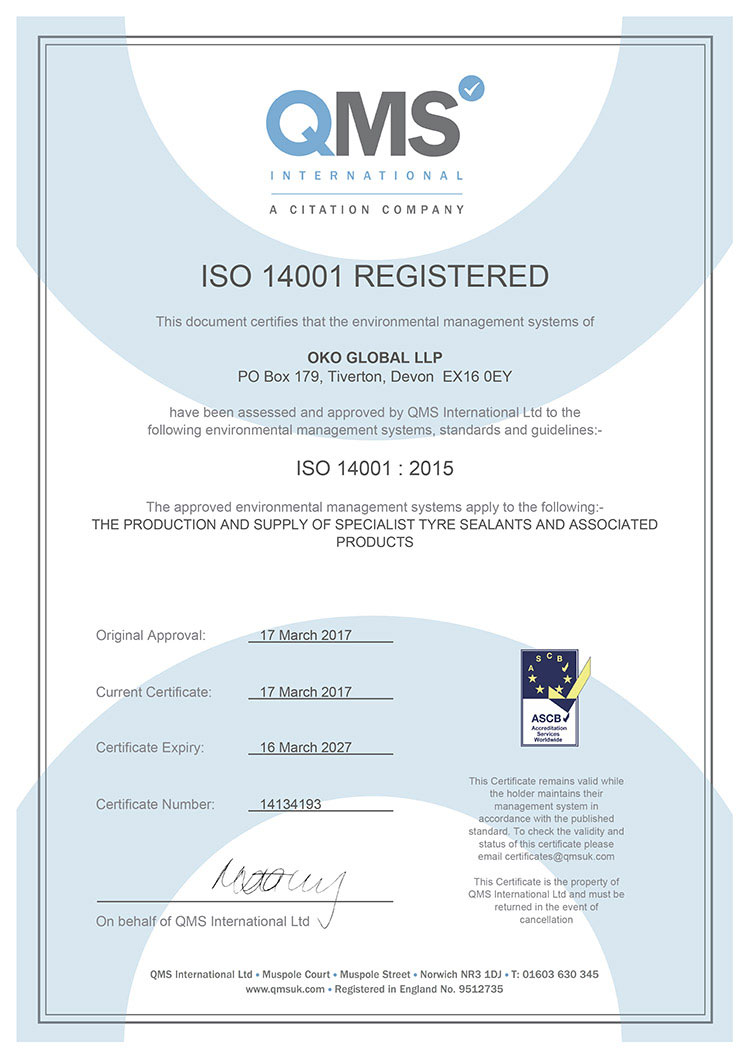 QMS
INTERNATIONAL
A CITATION COMPANY
ISO 14001 REGISTERED
This document certifies that the environmental management systems of
OKO GLOBAL LLP
PO Box 179, Tiverton, Devon EX16 0EY
have been assessed and approved by QMS International Ltd to the
following environmental management systems, standards and guidelines:-
ISO 14001 : 2015
The approved environmental management systems apply to the following:-
THE PRODUCTION AND SUPPLY OF SPECIALIST TYRE SEALANTS AND ASSOCIATED
PRODUCTS
Original Approval: 17 March 2017
Current Certificate: 17 March 2017
Certificate Expiry: 16 March 2027
Certificate Number: 14134193
On behalf of QMS International Ltd
A S C B
ASCB
Accreditation
Services
Worldwide
This Certificate remains valid while
the holder maintains their
management system in
accordance with the published
standard. To check the validity and
status of this certificate please
email certificates@qmsuk.com
This Certificate is the property of
QMS International Ltd and must be
returned in the event of
cancellation
QMS International Ltd • Muspole Court • Muspole Street • Norwich NR3 1DJ • T: 01603 630 345
www.qmsuk.com • Registered in England No. 9512735